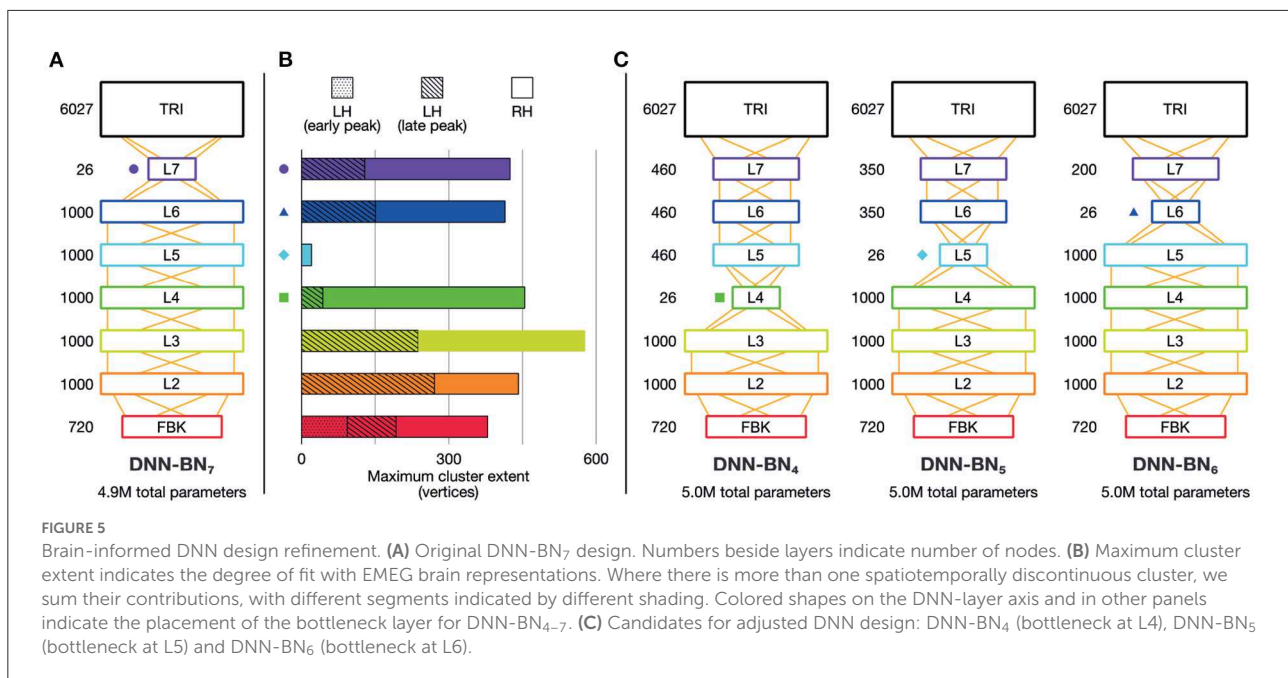 A
6027
TRI
26
L7
1000
L6
1000
L5
1000
L4
1000
L3
1000
L2
720
FBK
DNN-BN₇
4.9M total parameters
B
LH
(early peak)
LH
(late peak)
RH
0
300
600
Maximum cluster extent
(vertices)
C
6027
TRI
460
L7
460
L6
460
L5
26
L4
1000
L3
1000
L2
720
FBK
DNN-BN₄
5.0M total parameters
6027
TRI
350
L7
350
L6
26
L5
1000
L4
1000
L3
1000
L2
720
FBK
DNN-BN₅
5.0M total parameters
6027
TRI
200
L7
26
L6
1000
L5
1000
L4
1000
L3
1000
L2
720
FBK
DNN-BN₆
5.0M total parameters
FIGURE 5
Brain-informed DNN design refinement. (A) Original DNN-BN₇ design. Numbers beside layers indicate number of nodes. (B) Maximum cluster
extent indicates the degree of fit with EMEG brain representations. Where there is more than one spatiotemporally discontinuous cluster, we
sum their contributions, with different segments indicated by different shading. Colored shapes on the DNN-layer axis and in other panels
indicate the placement of the bottleneck layer for DNN-BN₄₋₇. (C) Candidates for adjusted DNN design: DNN-BN₄ (bottleneck at L4), DNN-BN₅
(bottleneck at L5) and DNN-BN₆ (bottleneck at L6).